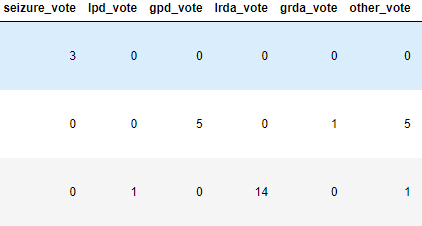 seizure_vote lpd_vote gpd_vote lrda_vote grda_vote other_vote
3 0 0 0 0 0
0 0 5 0 1 5
0 1 0 14 0 1